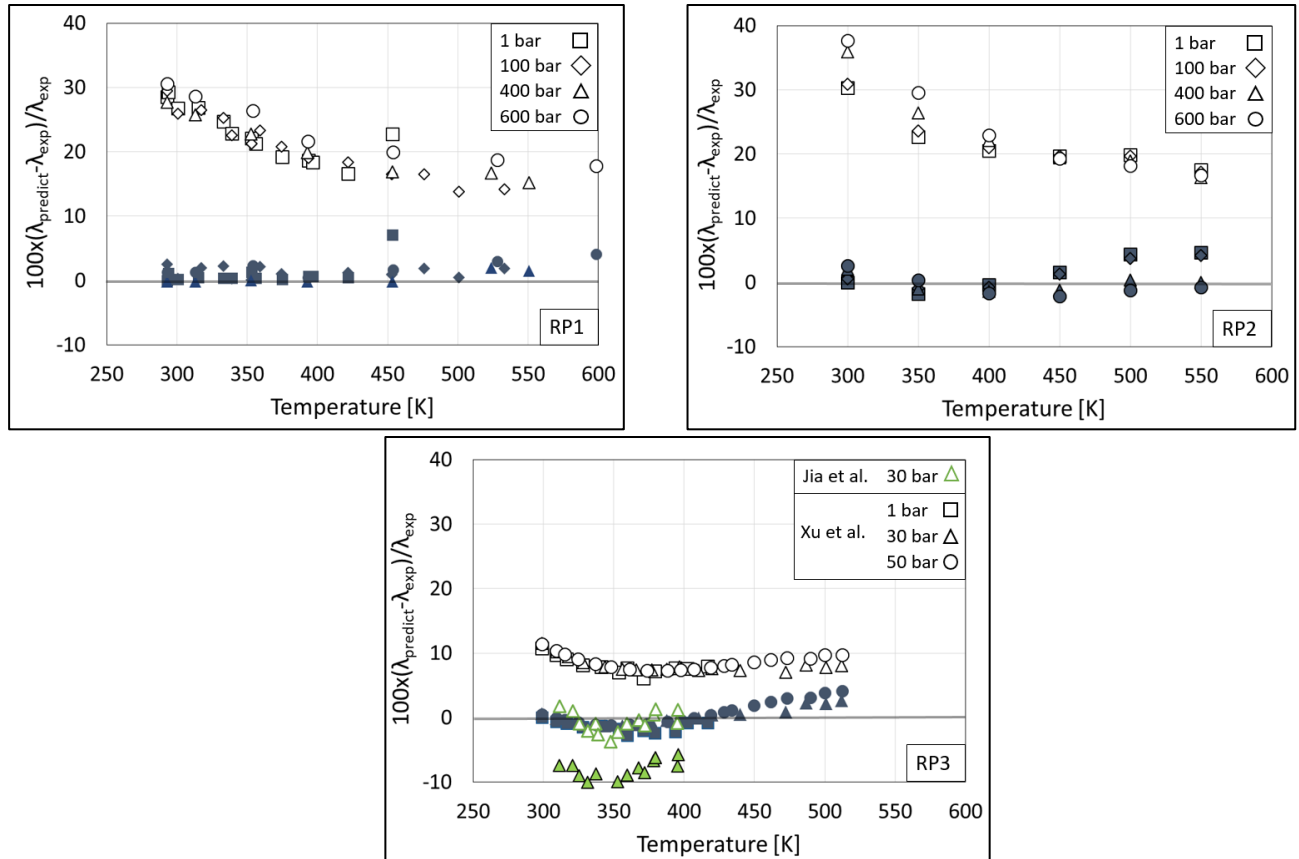 100x(λpredict-λexp)/λexp
40
30
20
10
0
-10
1 bar
100 bar
400 bar
600 bar
RP1
250 300 350 400 450 500 550 600
Temperature [K]
100x(λpredict-λexp)/λexp
40
30
20
10
0
-10
1 bar
100 bar
400 bar
600 bar
RP2
250 300 350 400 450 500 550 600
Temperature [K]
100x(λpredict-λexp)/λexp
40
30
20
10
0
-10
Jia et al. 30 bar
1 bar
Xu et al. 30 bar
50 bar
RP3
250 300 350 400 450 500 550 600
Temperature [K]